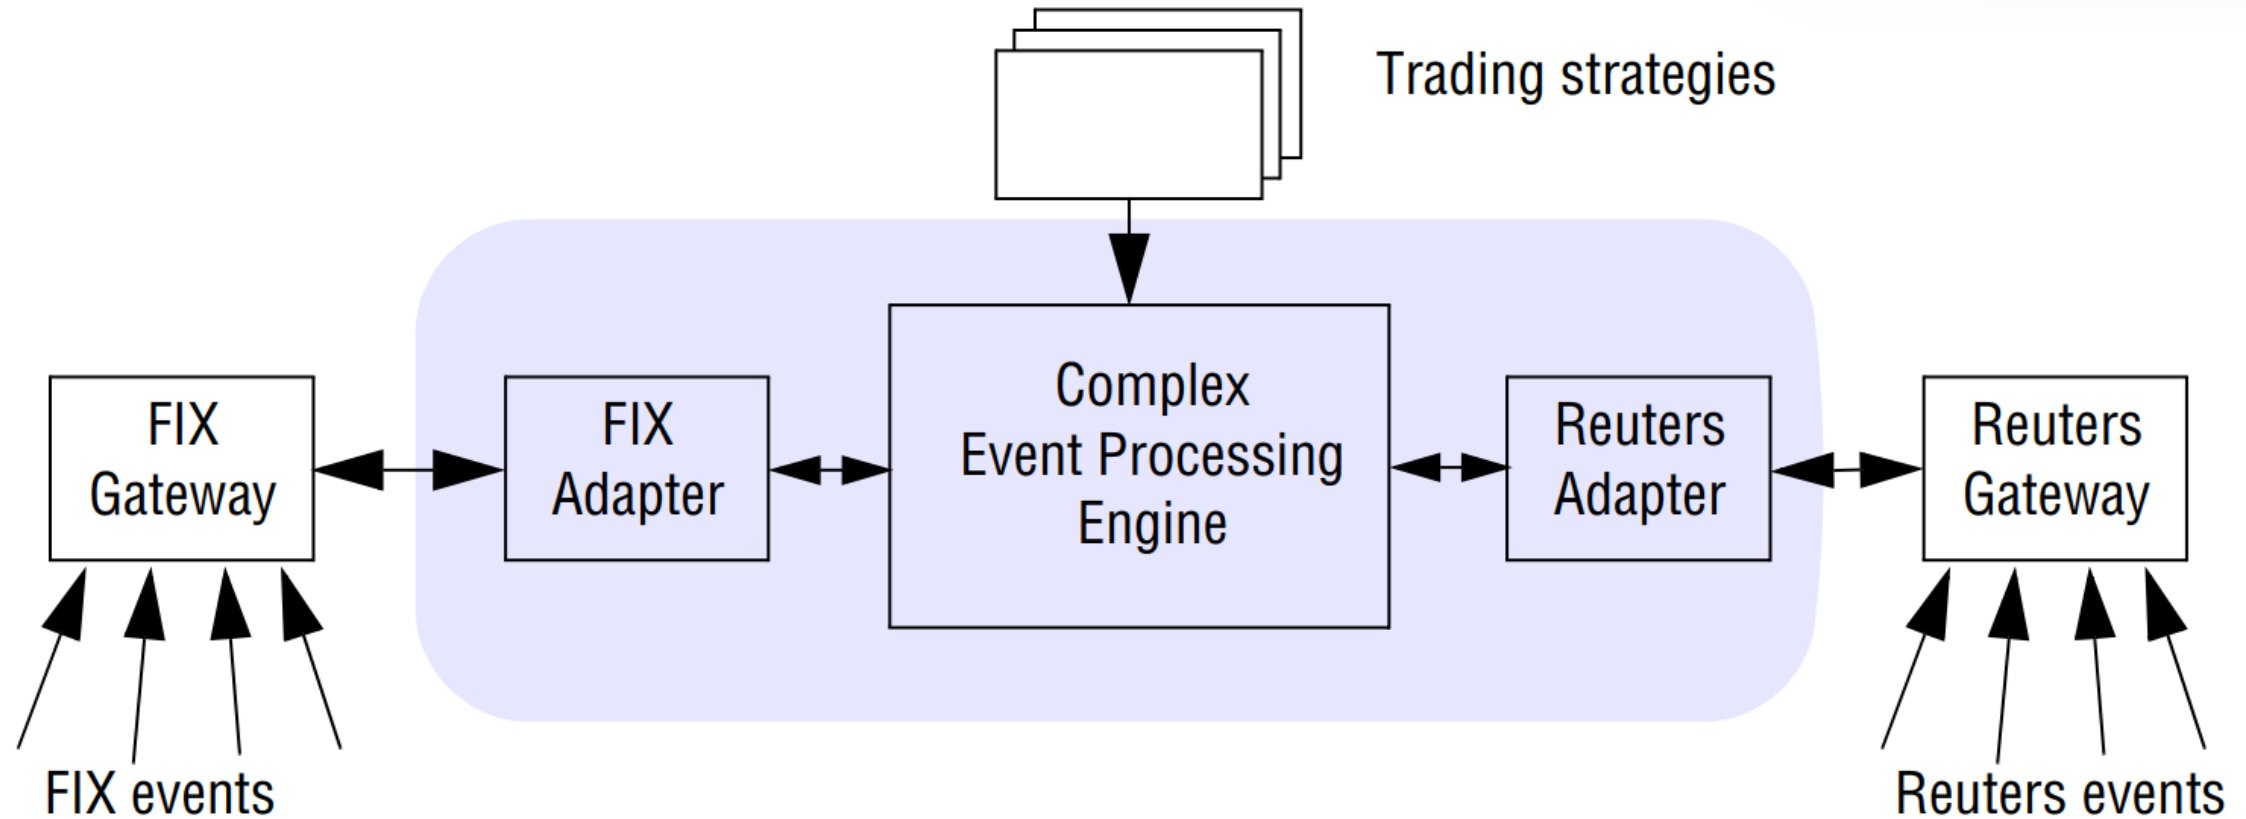 Trading strategies
FIX
Gateway
FIX
Adapter
Complex
Event Processing
Engine
Reuters
Adapter
Reuters
Gateway
FIX events
Reuters events